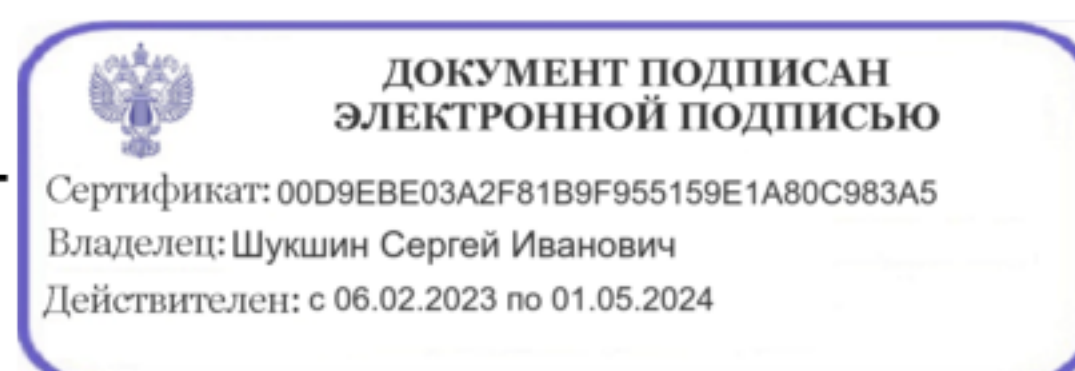 ДОКУМЕНТ ПОДПИСАН
ЭЛЕКТРОННОЙ ПОДПИСЬЮ
Сертификат: 00D9EBE03A2F81B9F955159E1A80C983A5
Владелец: Шукшин Сергей Иванович
Действителен: с 06.02.2023 по 01.05.2024